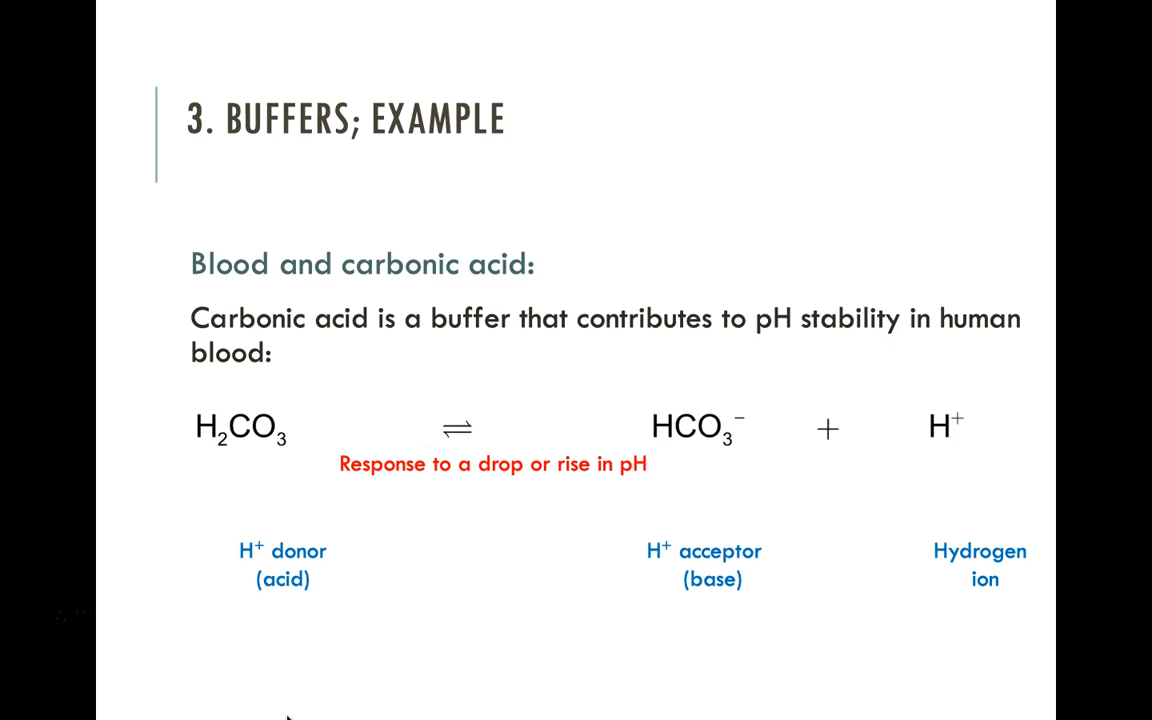 3. BUFFERS; EXAMPLE
Blood and carbonic acid:
Carbonic acid is a buffer that contributes to pH stability in human
blood:
H₂CO₃ ⇌ HCO₃⁻ + H⁺
Response to a drop or rise in pH
H⁺ donor H⁺ acceptor Hydrogen
(acid) (base) ion